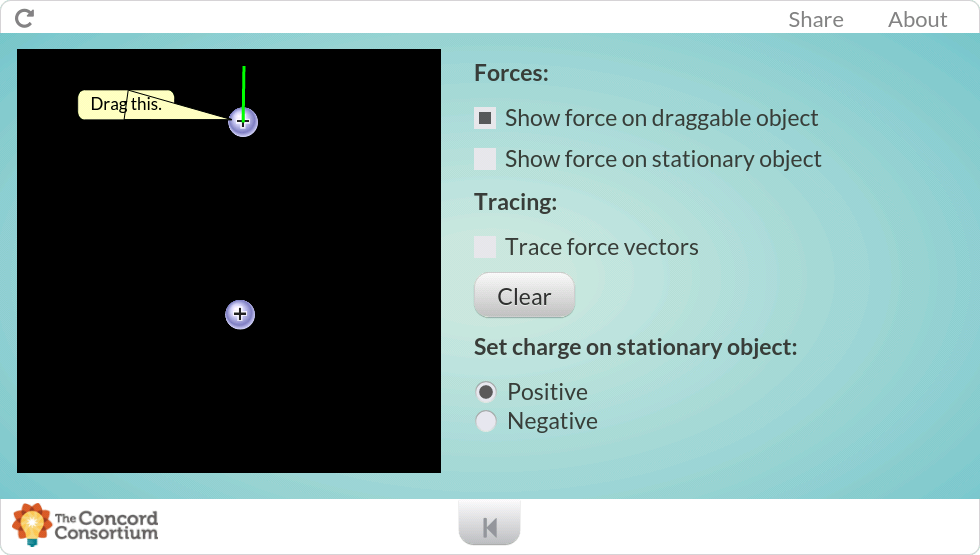 Share
About
Drag this.
Forces:
Show force on draggable object
Show force on stationary object
Tracing:
Trace force vectors
Clear
Set charge on stationary object:
Positive
Negative
The Concord
Consortium